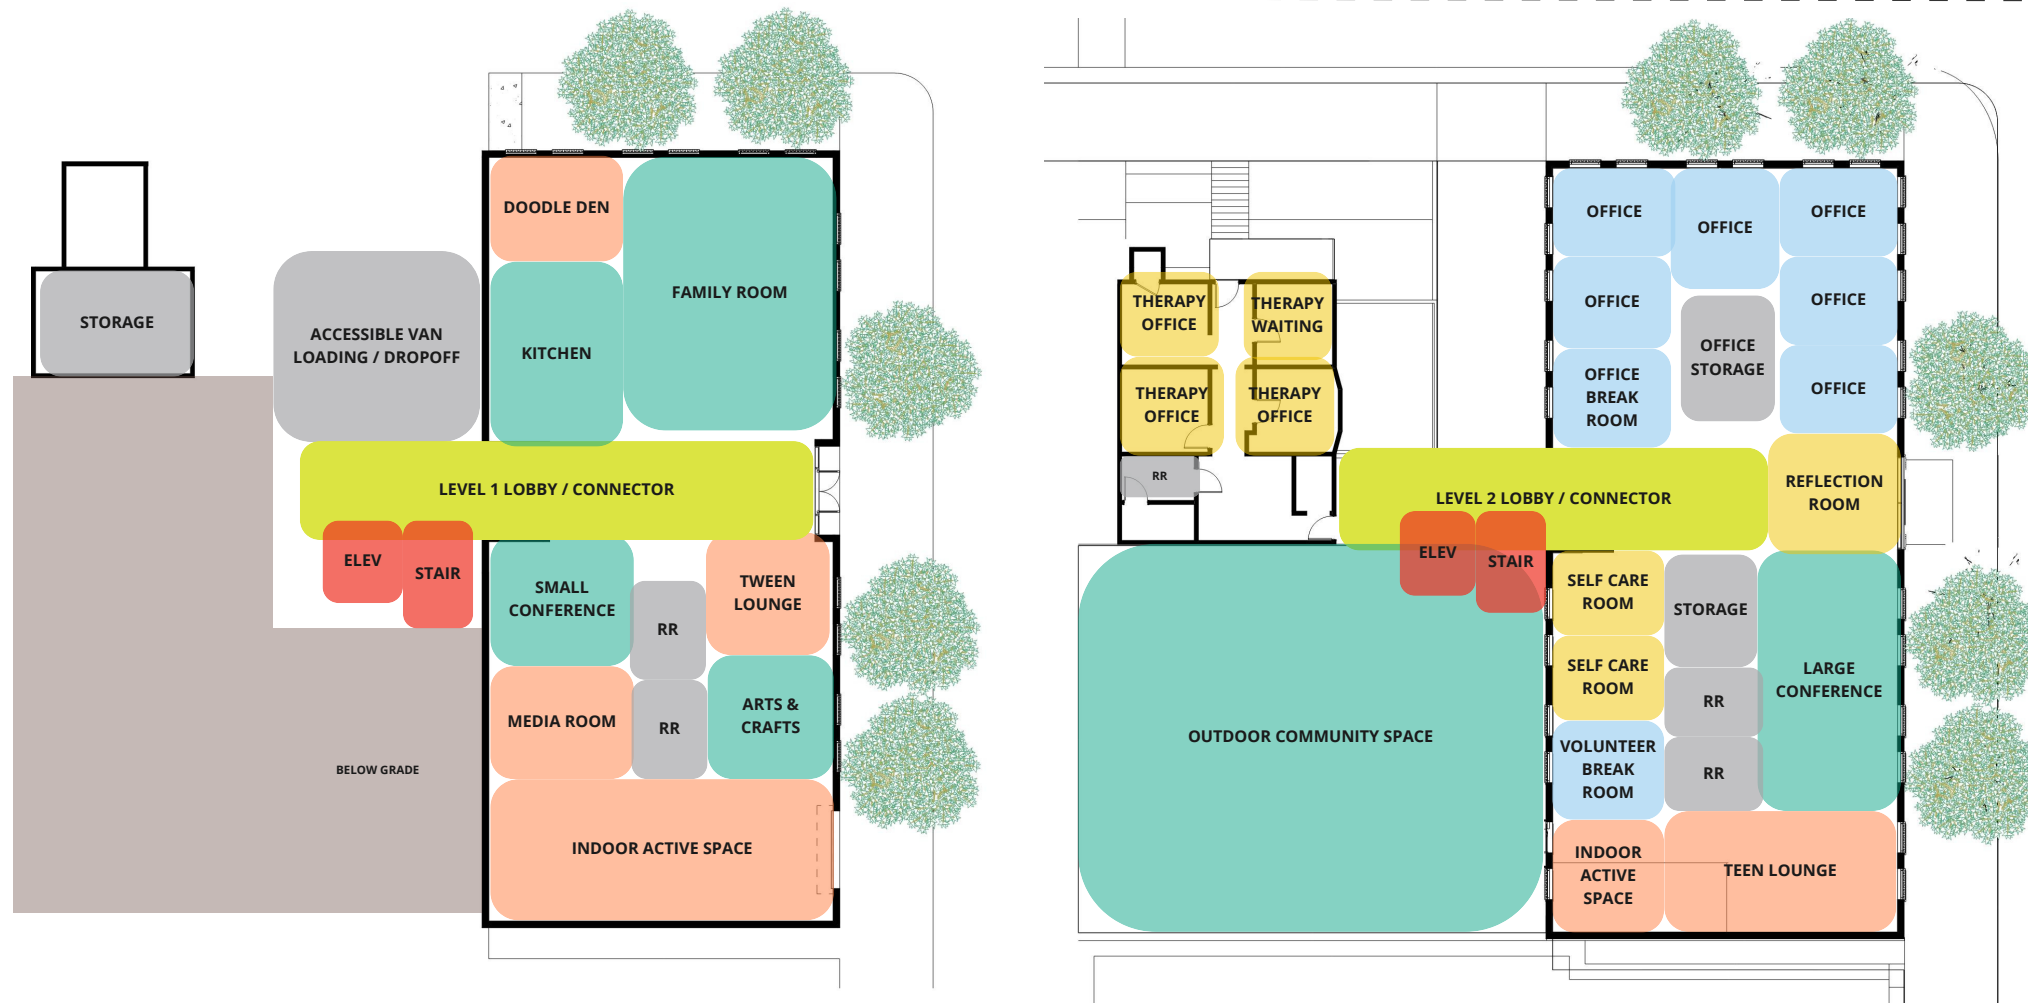 DOODLE DEN
FAMILY ROOM
STORAGE
ACCESSIBLE VAN
LOADING / DROPOFF
KITCHEN
LEVEL 1 LOBBY / CONNECTOR
ELEV
STAIR
SMALL
CONFERENCE
RR
TWEEN
LOUNGE
MEDIA ROOM
RR
ARTS &
CRAFTS
BELOW GRADE
INDOOR ACTIVE SPACE
OFFICE
OFFICE
OFFICE
THERAPY
OFFICE
THERAPY
WAITING
OFFICE
OFFICE
OFFICE
STORAGE
THERAPY
OFFICE
THERAPY
OFFICE
OFFICE
BREAK
ROOM
OFFICE
RR
LEVEL 2 LOBBY / CONNECTOR
REFLECTION
ROOM
ELEV
STAIR
SELF CARE
ROOM
STORAGE
SELF CARE
ROOM
RR
LARGE
CONFERENCE
OUTDOOR COMMUNITY SPACE
VOLUNTEER
BREAK
ROOM
RR
INDOOR
ACTIVE
SPACE
TEEN LOUNGE